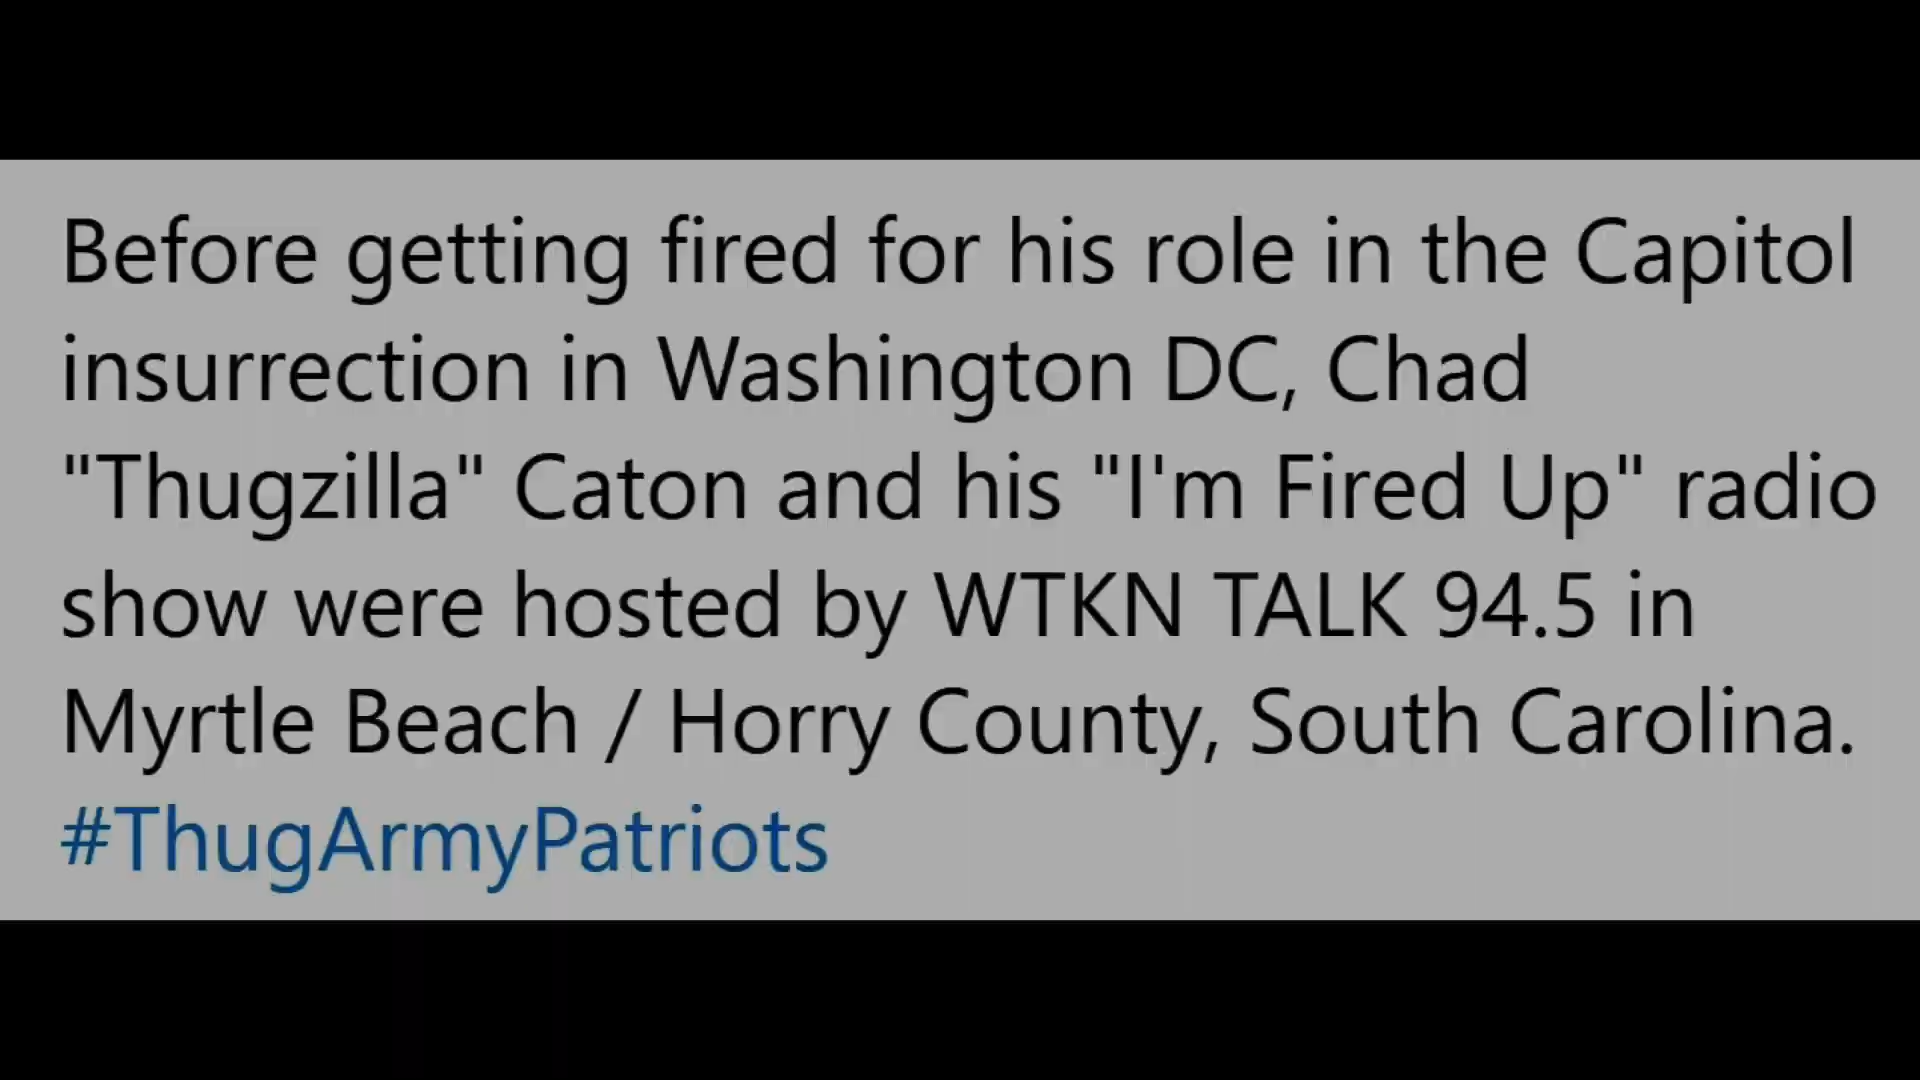 Before getting fired for his role in the Capitol
insurrection in Washington DC, Chad
"Thugzilla" Caton and his "I'm Fired Up" radio
show were hosted by WTKN TALK 94.5 in
Myrtle Beach / Horry County, South Carolina.
#ThugArmyPatriots